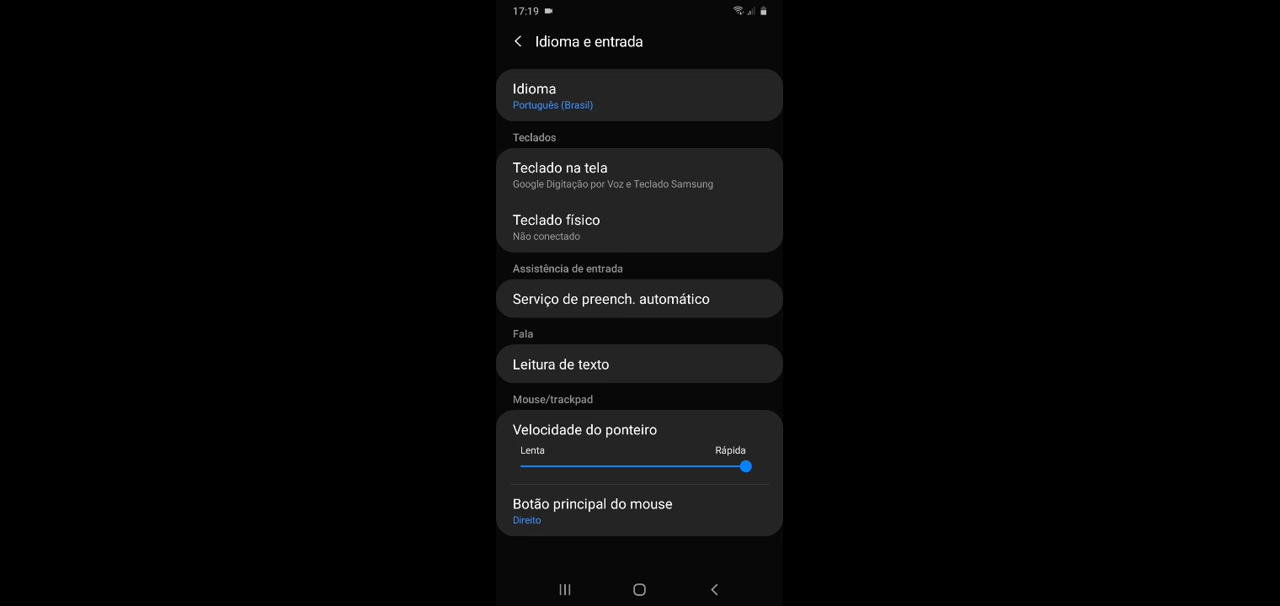 17:19
Idioma e entrada
Idioma
Português (Brasil)
Teclados
Teclado na tela
Google Digitação por Voz e Teclado Samsung
Teclado físico
Não conectado
Assistência de entrada
Serviço de preench. automático
Fala
Leitura de texto
Mouse/trackpad
Velocidade do ponteiro
Lenta Rápida
Botão principal do mouse
Direito